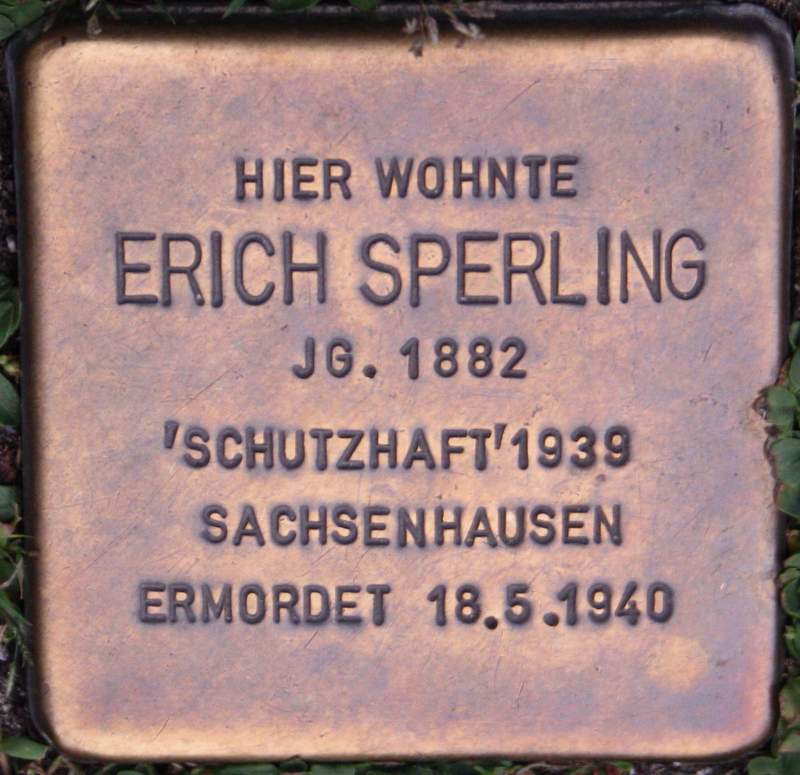 HIER WOHNTE
ERICH SPERLING
JG. 1882
'SCHUTZHAFT' 1939
SACHSENHAUSEN
ERMORDET 18.5.1940